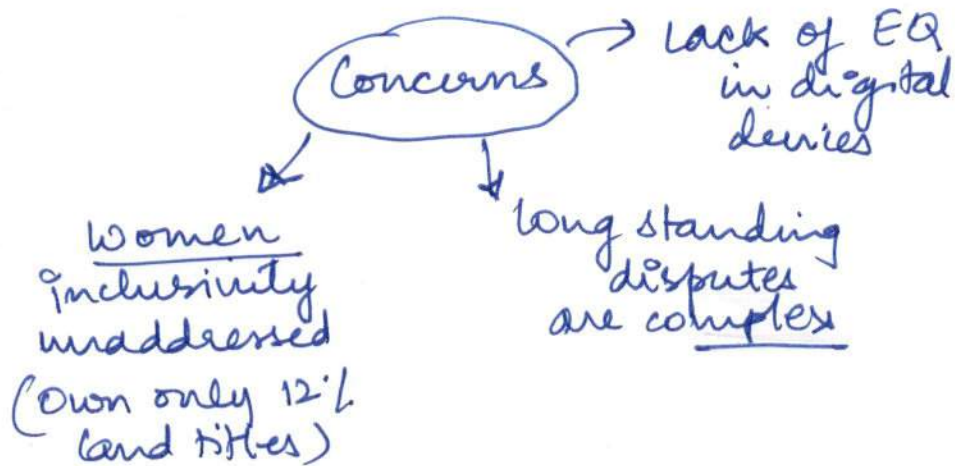 Concerns
Lack of EQ
in digital
devices
Women
inclusivity
unaddressed
(Own only 12%
land titles)
long standing
disputes
are complex